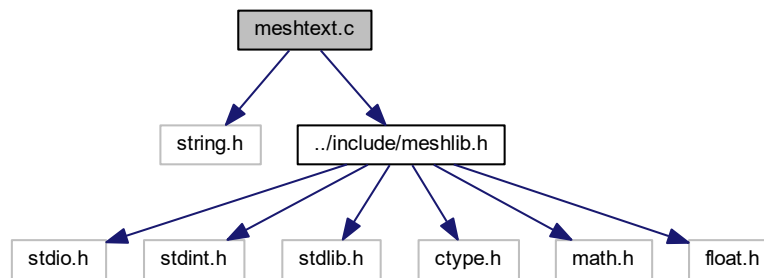 meshtext.c
string.h
../include/meshlib.h
stdio.h
stdint.h
stdlib.h
ctype.h
math.h
float.h